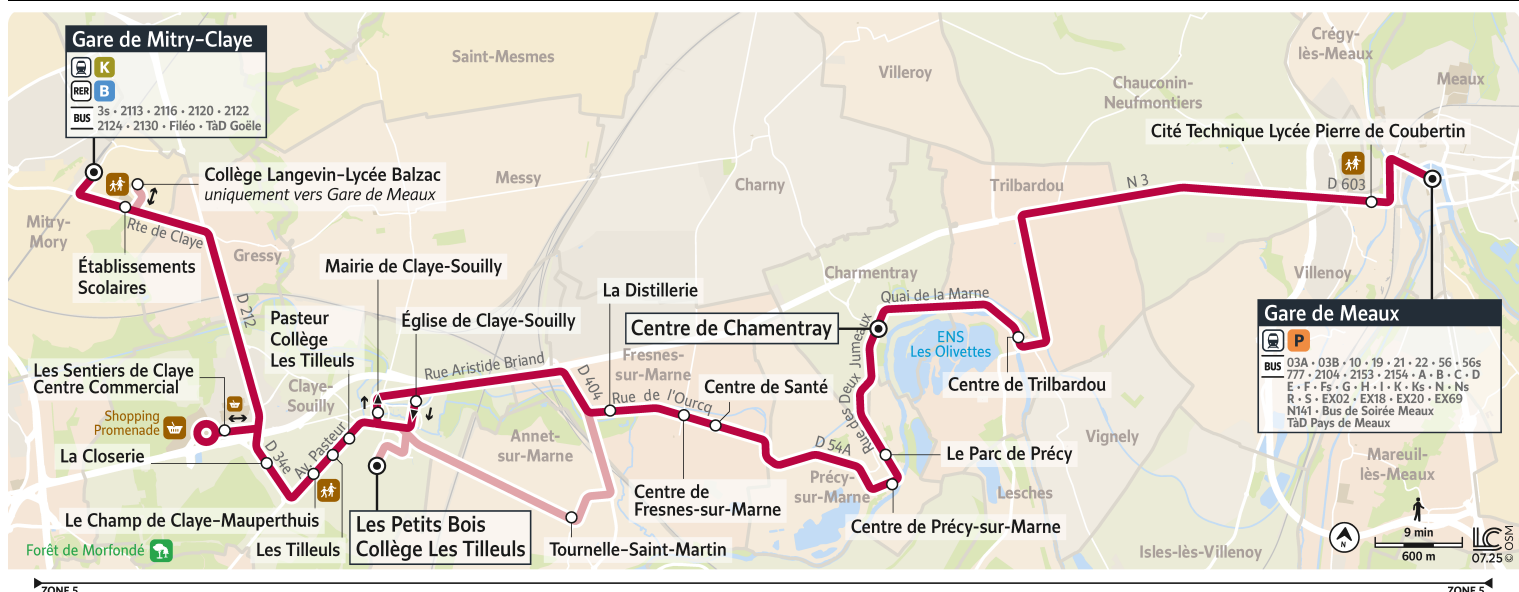 Gare de Mitry-Claye
K
RER B
BUS
3s • 2113 • 2116 • 2120 • 2122
2124 • 2130 • Filéo • TàD Goële
Saint-Mesmes
Villeroy
Crégy-
lès-Meaux
Meaux
Chauconin-
Neufmontiers
Cité Technique Lycée Pierre de Coubertin
D 603
N 3
Collège Langevin-Lycée Balzac
uniquement vers Gare de Meaux
Messy
Charny
Trilbardou
Mitry-
Mory
Rte de Claye
Établissements
Scolaires
Gressy
D 212
Mairie de Claye-Souilly
Charmentray
Villenoy
Quai de la Marne
La Distillerie
Pasteur
Collège
Les Tilleuls
Église de Claye-Souilly
Centre de Chamentray
ENS
Les Olivettes
Gare de Meaux
P
BUS
03A • 03B • 10 • 19 • 21 • 22 • 56 • 56s
777 • 2104 • 2153 • 2154 • A • B • C • D
E • F • Fs • G • H • I • K • Ks • N • Ns
R • S • EX02 • EX18 • EX20 • EX69
N141 • Bus de Soirée Meaux
TàD Pays de Meaux
Les Sentiers de Claye
Centre Commercial
Claye-
Souilly
Rue Aristide Briand
D 404
Fresnes-
sur-Marne
Rue de l'Ourcq
Centre de Santé
Rue des Deux Jumeaux
Centre de Trilbardou
Shopping
Promenade
La Closerie
D 34e
Av. Pasteur
Annet-
sur-Marne
D 54A
Précy-
sur-Marne
Le Parc de Précy
Vignely
Mareuil-
lès-Meaux
Lesches
Centre de
Fresnes-sur-Marne
Centre de Précy-sur-Marne
Le Champ de Claye-Mauperthuis
Forêt de Morfondé
Les Tilleuls
Les Petits Bois
Collège Les Tilleuls
Tournelle-Saint-Martin
Isles-lès-Villenoy
N
9 min
600 m
LC
07.25
© OSM
ZONE 5
ZONE 5